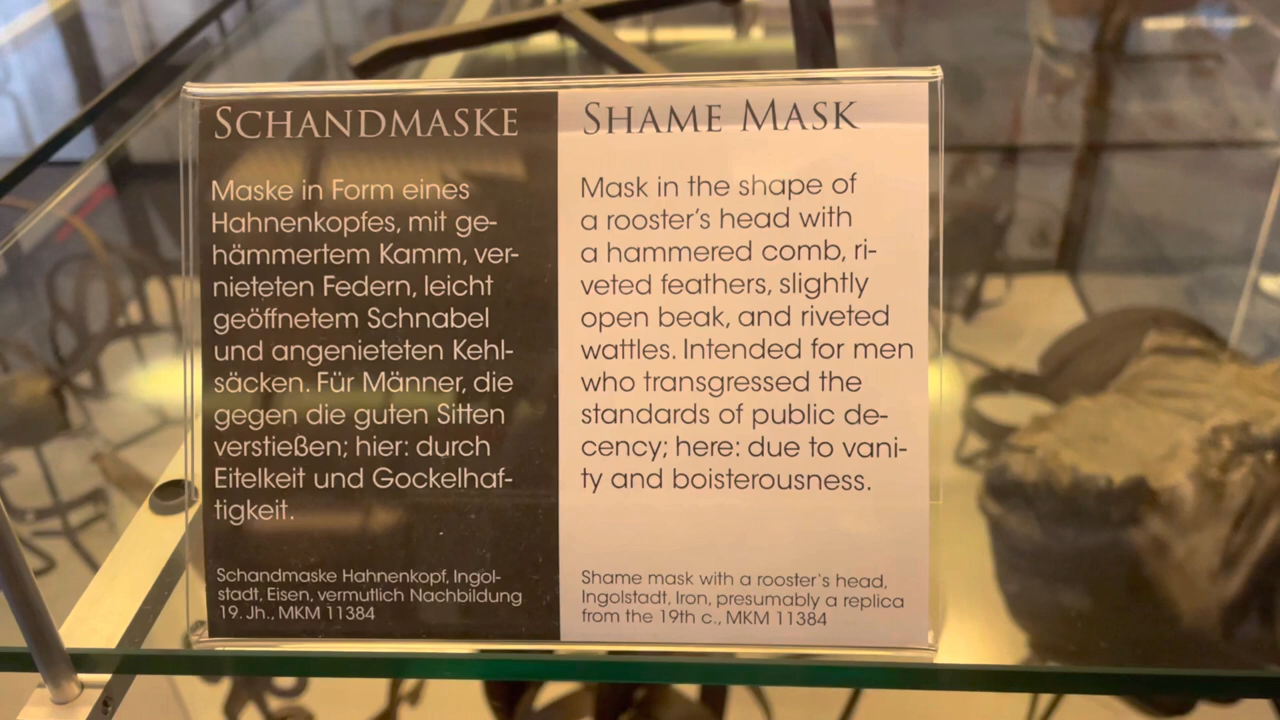 SCHANDMASKE
Maske in Form eines
Hahnenkopfes, mit ge-
hämmertem Kamm, ver-
nieteten Federn, leicht
geöffnetem Schnabel
und angenieteten Kehl-
säcken. Für Männer, die
gegen die guten Sitten
verstießen; hier: durch
Eitelkeit und Gockelhaf-
tigkeit.
Schandmaske Hahnenkopf, Ingol-
stadt, Eisen, vermutlich Nachbildung
19. Jh., MKM 11384
SHAME MASK
Mask in the shape of
a rooster's head with
a hammered comb, ri-
veted feathers, slightly
open beak, and riveted
wattles. Intended for men
who transgressed the
standards of public de-
cency; here: due to vani-
ty and boisterousness.
Shame mask with a rooster's head,
Ingolstadt, Iron, presumably a replica
from the 19th c., MKM 11384